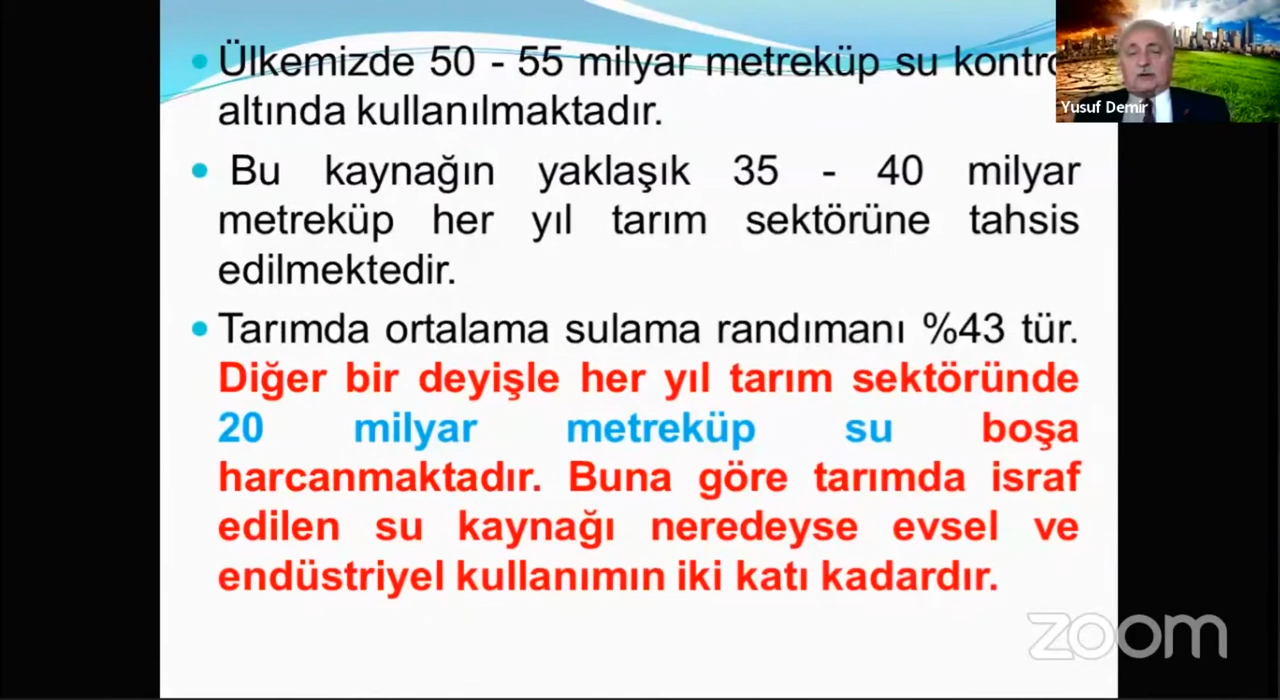 Ülkemizde 50 - 55 milyar metreküp su
altında kullanılmaktadır.
Bu kaynağın yaklaşık 35 - 40 milyar
metreküp her yıl tarım sektörüne tahsis
edilmektedir.
Tarımda ortalama sulama randımanı %43 tür.
Diğer bir deyişle her yıl tarım sektöründe
20 milyar metreküp su boşa
harcanmaktadır. Buna göre tarımda israf
edilen su kaynağı neredeyse evsel ve
endüstriyel kullanımın iki katı kadardır.
Yusuf Demir
zoom